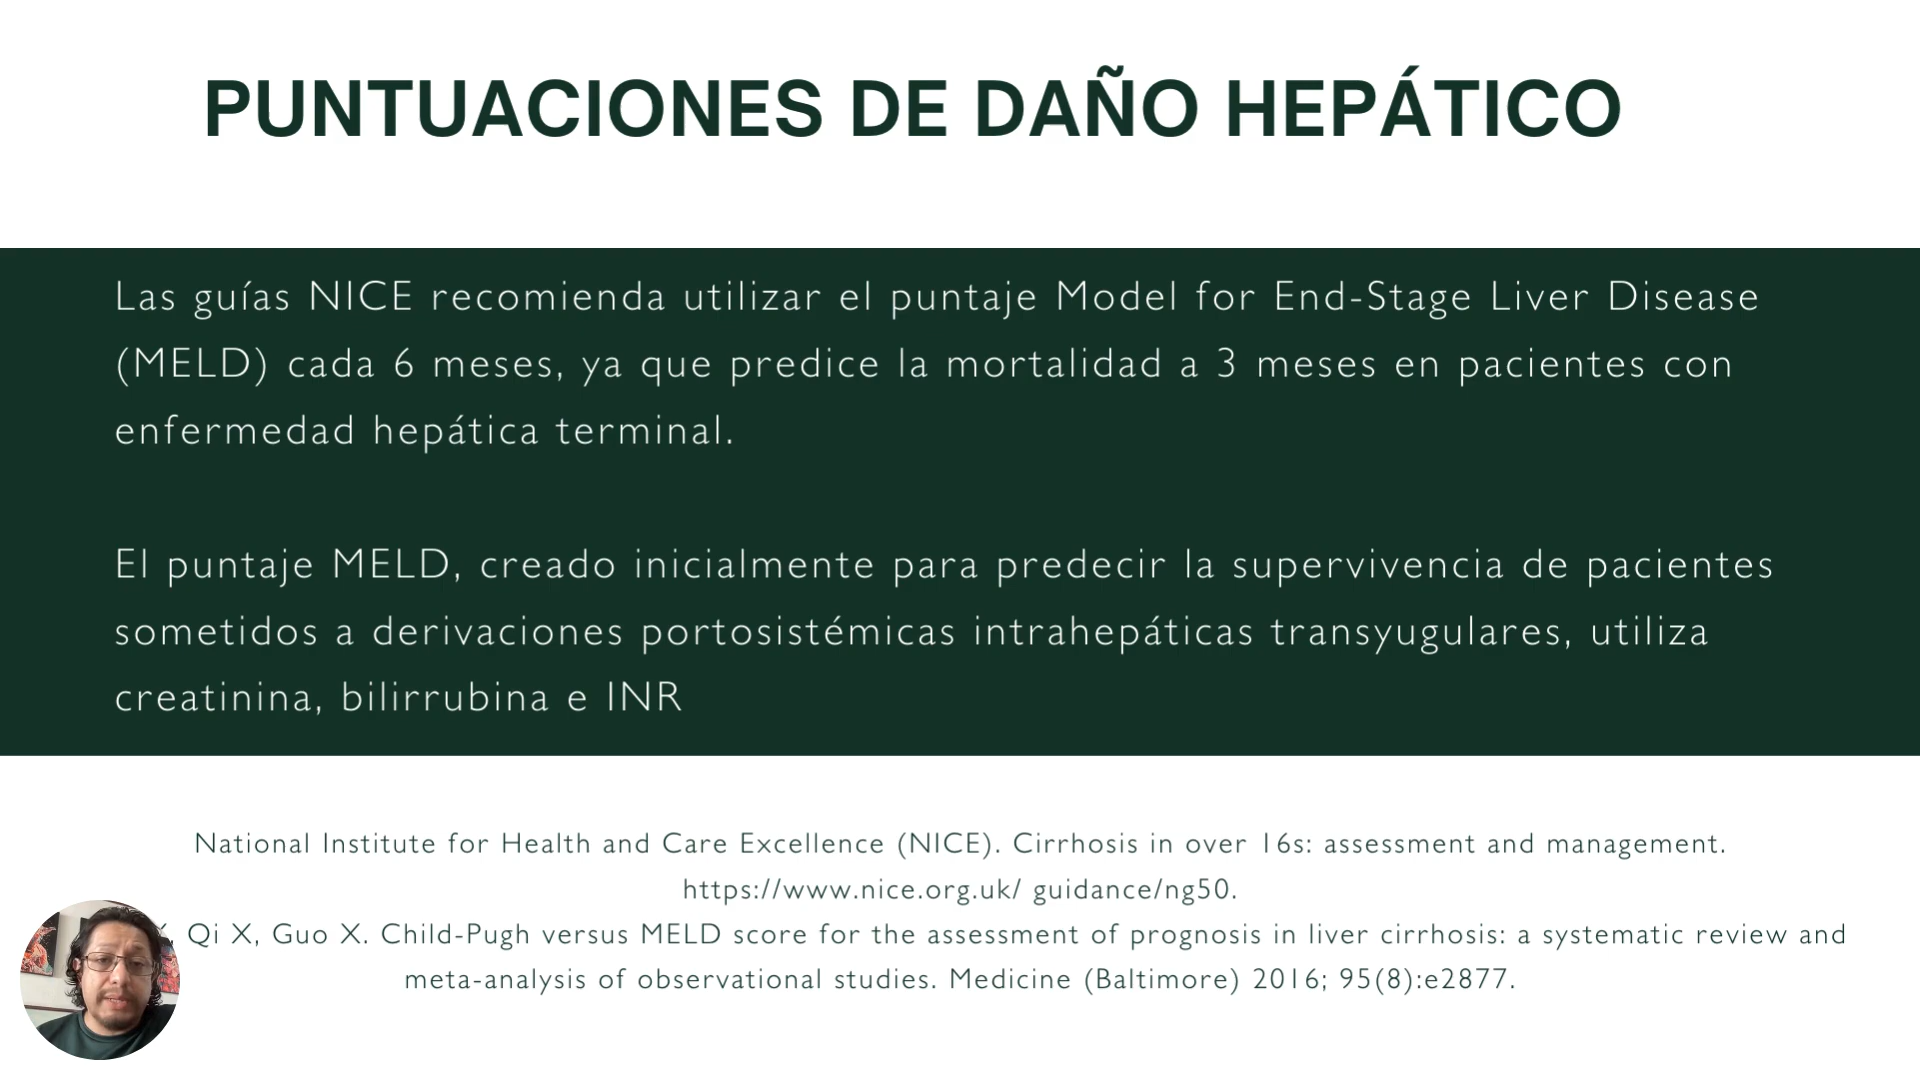 PUNTUACIONES DE DAÑO HEPÁTICO
Las guías NICE recomienda utilizar el puntaje Model for End-Stage Liver Disease
(MELD) cada 6 meses, ya que predice la mortalidad a 3 meses en pacientes con
enfermedad hepática terminal.
El puntaje MELD, creado inicialmente para predecir la supervivencia de pacientes
sometidos a derivaciones portosistémicas intrahepáticas transyugulares, utiliza
creatinina, bilirrubina e INR
National Institute for Health and Care Excellence (NICE). Cirrhosis in over 16s: assessment and management.
https://www.nice.org.uk/ guidance/ng50.
Qi X, Guo X. Child-Pugh versus MELD score for the assessment of prognosis in liver cirrhosis: a systematic review and
meta-analysis of observational studies. Medicine (Baltimore) 2016; 95(8):e2877.